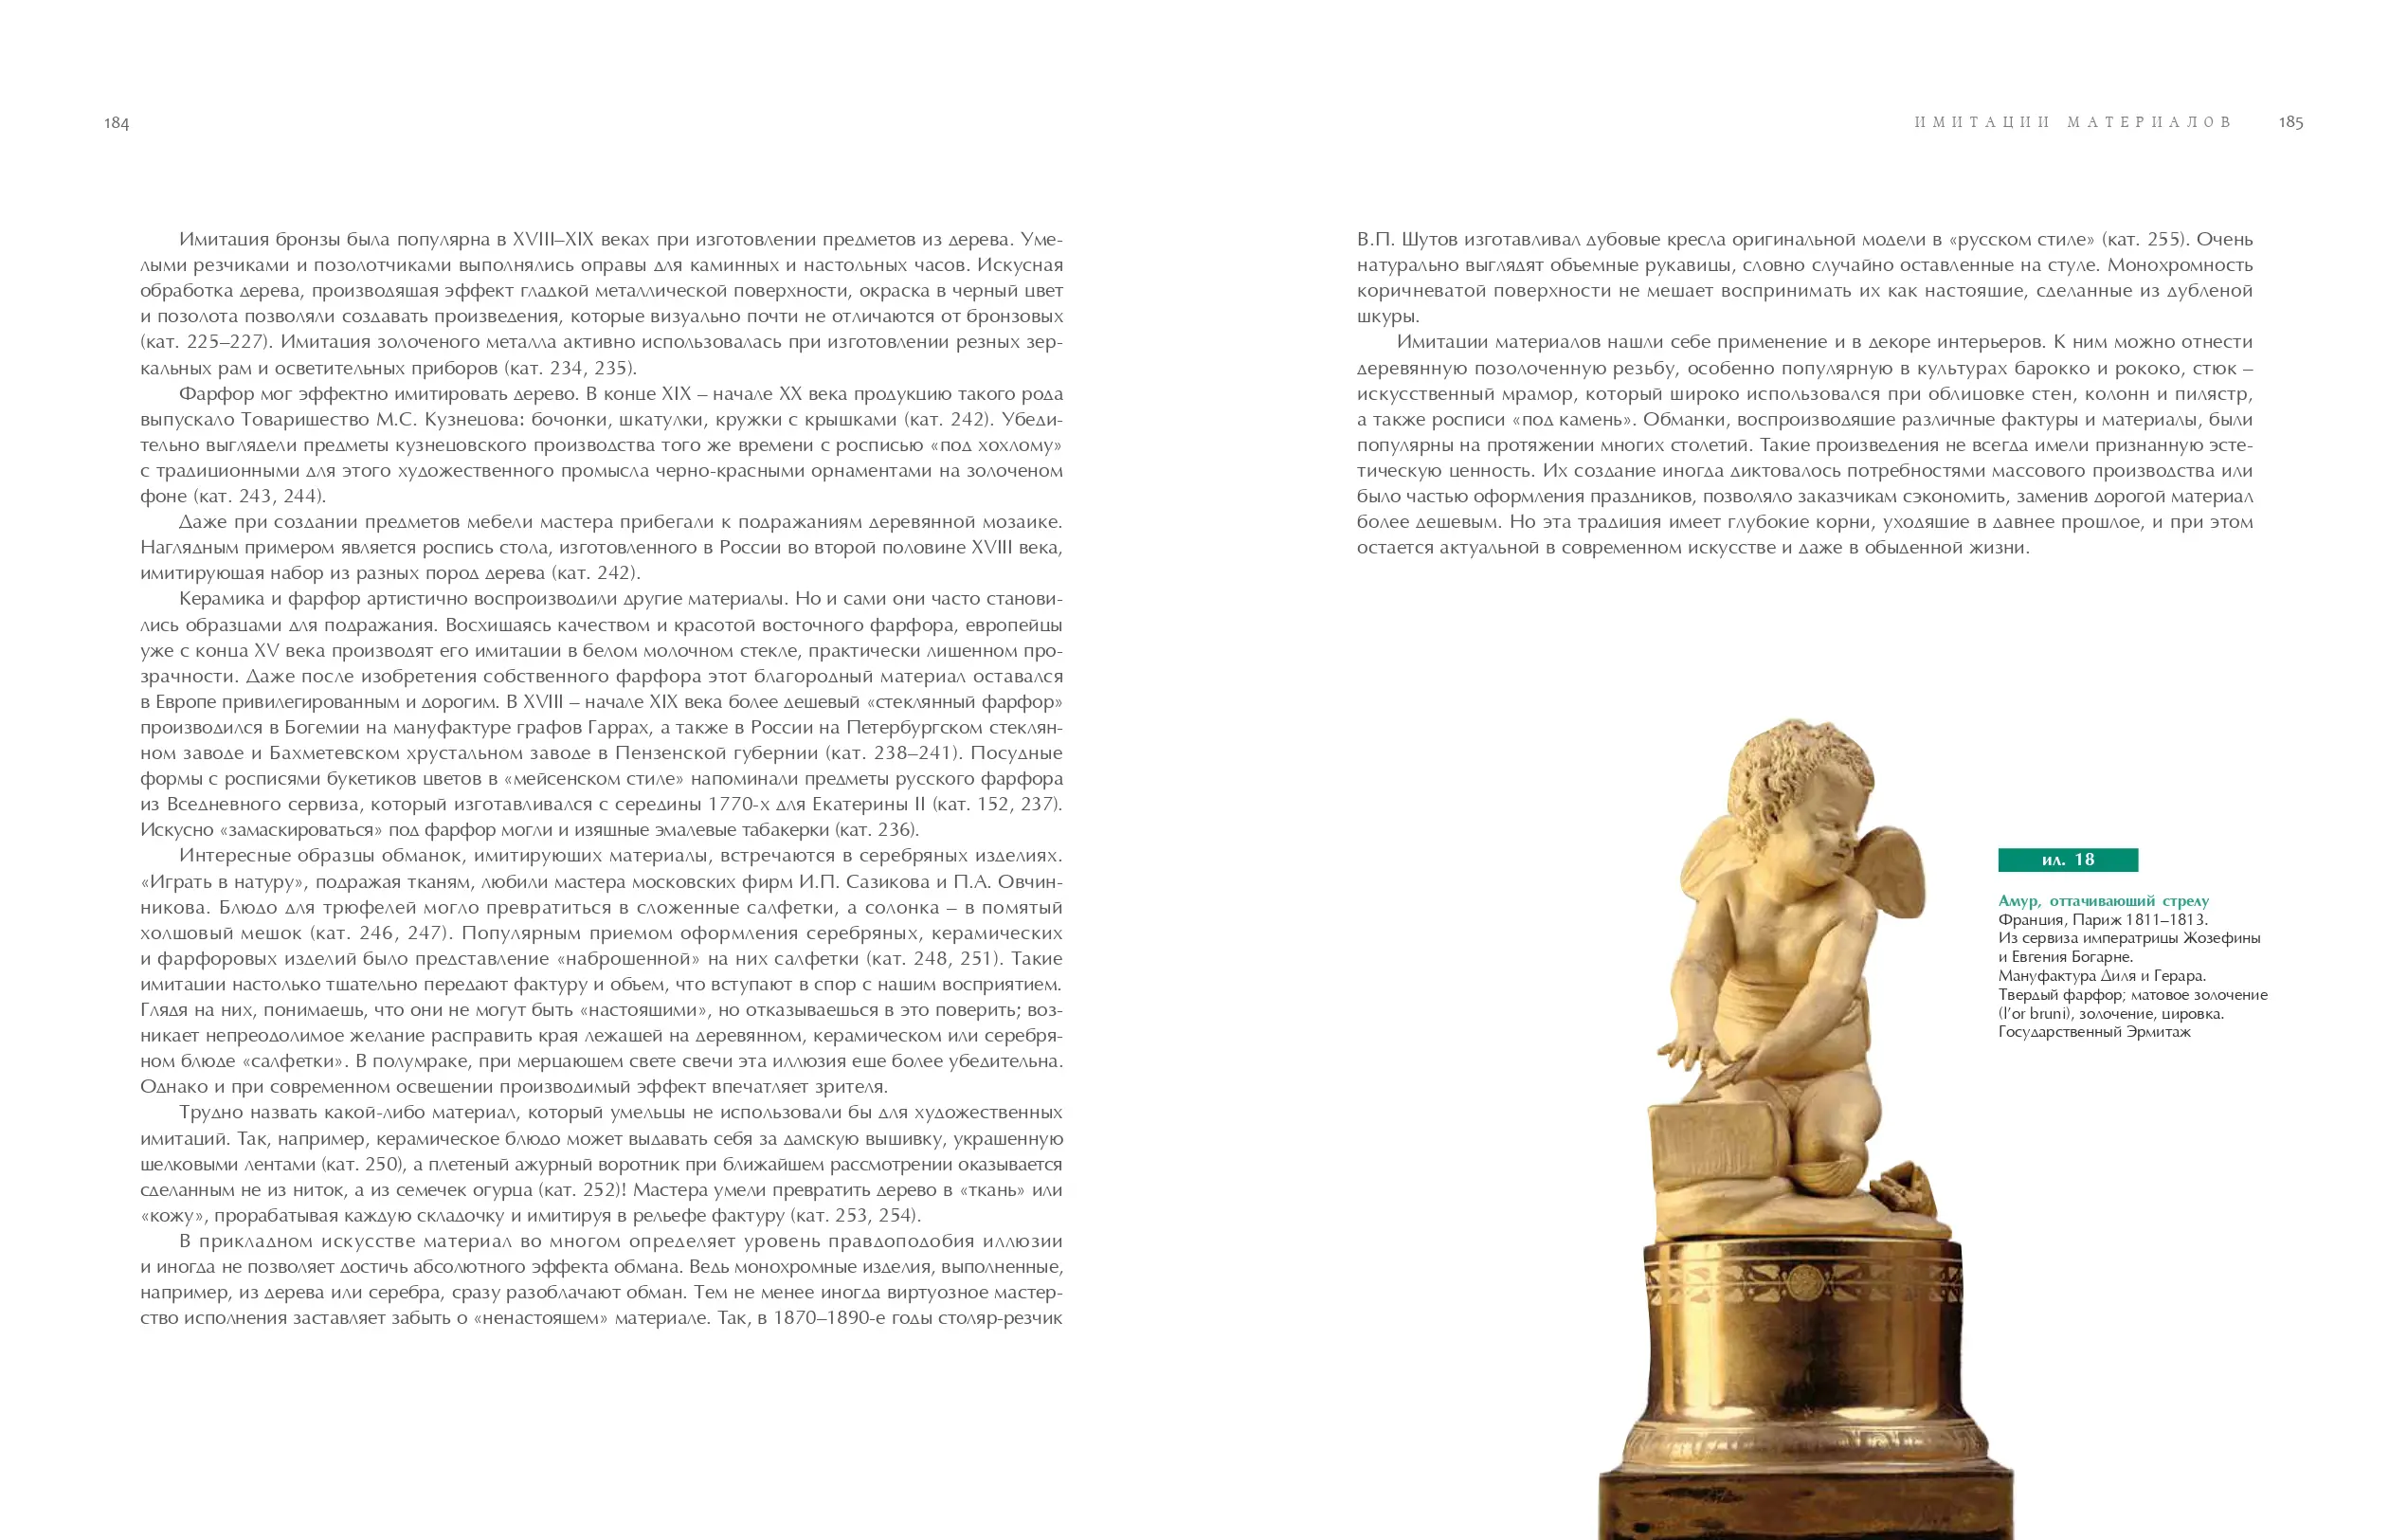 184
Имитация бронзы была популярна в XVIII–XIX веках при изготовлении предметов из дерева. Уме-
лыми резчиками и позолотчиками выполнялись оправы для каминных и настольных часов. Искусная
обработка дерева, производящая эффект гладкой металлической поверхности, окраска в черный цвет
и позолота позволяли создавать произведения, которые визуально почти не отличаются от бронзовых
(кат. 225–227). Имитация золоченого металла активно использовалась при изготовлении резных зер-
кальных рам и осветительных приборов (кат. 234, 235).
Фарфор мог эффектно имитировать дерево. В конце XIX – начале XX века продукцию такого рода
выпускало Товарищество М.С. Кузнецова: бочонки, шкатулки, кружки с крышками (кат. 242). Убеди-
тельно выглядели предметы кузнецовского производства того же времени с росписью «под хохлому»
с традиционными для этого художественного промысла черно-красными орнаментами на золоченом
фоне (кат. 243, 244).
Даже при создании предметов мебели мастера прибегали к подражаниям деревянной мозаике.
Наглядным примером является роспись стола, изготовленного в России во второй половине XVIII века,
имитирующая набор из разных пород дерева (кат. 242).
Керамика и фарфор артистично воспроизводили другие материалы. Но и сами они часто станови-
лись образцами для подражания. Восхищаясь качеством и красотой восточного фарфора, европейцы
уже с конца XV века производят его имитации в белом молочном стекле, практически лишенном про-
зрачности. Даже после изобретения собственного фарфора этот благородный материал оставался
в Европе привилегированным и дорогим. В XVIII – начале XIX века более дешевый «стеклянный фарфор»
производился в Богемии на мануфактуре графов Гаррах, а также в России на Петербургском стеклян-
ном заводе и Бахметевском хрустальном заводе в Пензенской губернии (кат. 238–241). Посудные
формы с росписями букетиков цветов в «мейсенском стиле» напоминали предметы русского фарфора
из Вседневного сервиза, который изготавливался с середины 1770-х для Екатерины II (кат. 152, 237).
Искусно «замаскироваться» под фарфор могли и изящные эмалевые табакерки (кат. 236).
Интересные образцы обманок, имитирующих материалы, встречаются в серебряных изделиях.
«Играть в натуру», подражая тканям, любили мастера московских фирм И.П. Сазикова и П.А. Овчин-
никова. Блюдо для трюфелей могло превратиться в сложенные салфетки, а солонка – в помятый
холщовый мешок (кат. 246, 247). Популярным приемом оформления серебряных, керамических
и фарфоровых изделий было представление «наброшенной» на них салфетки (кат. 248, 251). Такие
имитации настолько тщательно передают фактуру и объем, что вступают в спор с нашим восприятием.
Глядя на них, понимаешь, что они не могут быть «настоящими», но отказываешься в это поверить; воз-
никает непреодолимое желание расправить края лежащей на деревянном, керамическом или серебря-
ном блюде «салфетки». В полумраке, при мерцающем свете свечи эта иллюзия еще более убедительна.
Однако и при современном освещении производимый эффект впечатляет зрителя.
Трудно назвать какой-либо материал, который умельцы не использовали бы для художественных
имитаций. Так, например, керамическое блюдо может выдавать себя за дамскую вышивку, украшенную
шелковыми лентами (кат. 250), а плетеный ажурный воротник при ближайшем рассмотрении оказывается
сделанным не из ниток, а из семечек огурца (кат. 252)! Мастера умели превратить дерево в «ткань» или
«кожу», прорабатывая каждую складочку и имитируя в рельефе фактуру (кат. 253, 254).
В прикладном искусстве материал во многом определяет уровень правдоподобия иллюзии
и иногда не позволяет достичь абсолютного эффекта обмана. Ведь монохромные изделия, выполненные,
например, из дерева или серебра, сразу разоблачают обман. Тем не менее иногда виртуозное мастер-
ство исполнения заставляет забыть о «ненастоящем» материале. Так, в 1870–1890-е годы столяр-резчик
ИМИТАЦИИ МАТЕРИАЛОВ 185
В.П. Шутов изготавливал дубовые кресла оригинальной модели в «русском стиле» (кат. 255). Очень
натурально выглядят объемные рукавицы, словно случайно оставленные на стуле. Монохромность
коричневатой поверхности не мешает воспринимать их как настоящие, сделанные из дубленой
шкуры.
Имитации материалов нашли себе применение и в декоре интерьеров. К ним можно отнести
деревянную позолоченную резьбу, особенно популярную в культурах барокко и рококо, стюк –
искусственный мрамор, который широко использовался при облицовке стен, колонн и пилястр,
а также росписи «под камень». Обманки, воспроизводящие различные фактуры и материалы, были
популярны на протяжении многих столетий. Такие произведения не всегда имели признанную эсте-
тическую ценность. Их создание иногда диктовалось потребностями массового производства или
было частью оформления праздников, позволяло заказчикам сэкономить, заменив дорогой материал
более дешевым. Но эта традиция имеет глубокие корни, уходящие в давнее прошлое, и при этом
остается актуальной в современном искусстве и даже в обыденной жизни.
ил. 18
Амур, оттачивающий стрелу
Франция, Париж 1811–1813.
Из сервиза императрицы Жозефины
и Евгения Богарне.
Мануфактура Диля и Герара.
Твердый фарфор; матовое золочение
(l’or bruni), золочение, цировка.
Государственный Эрмитаж